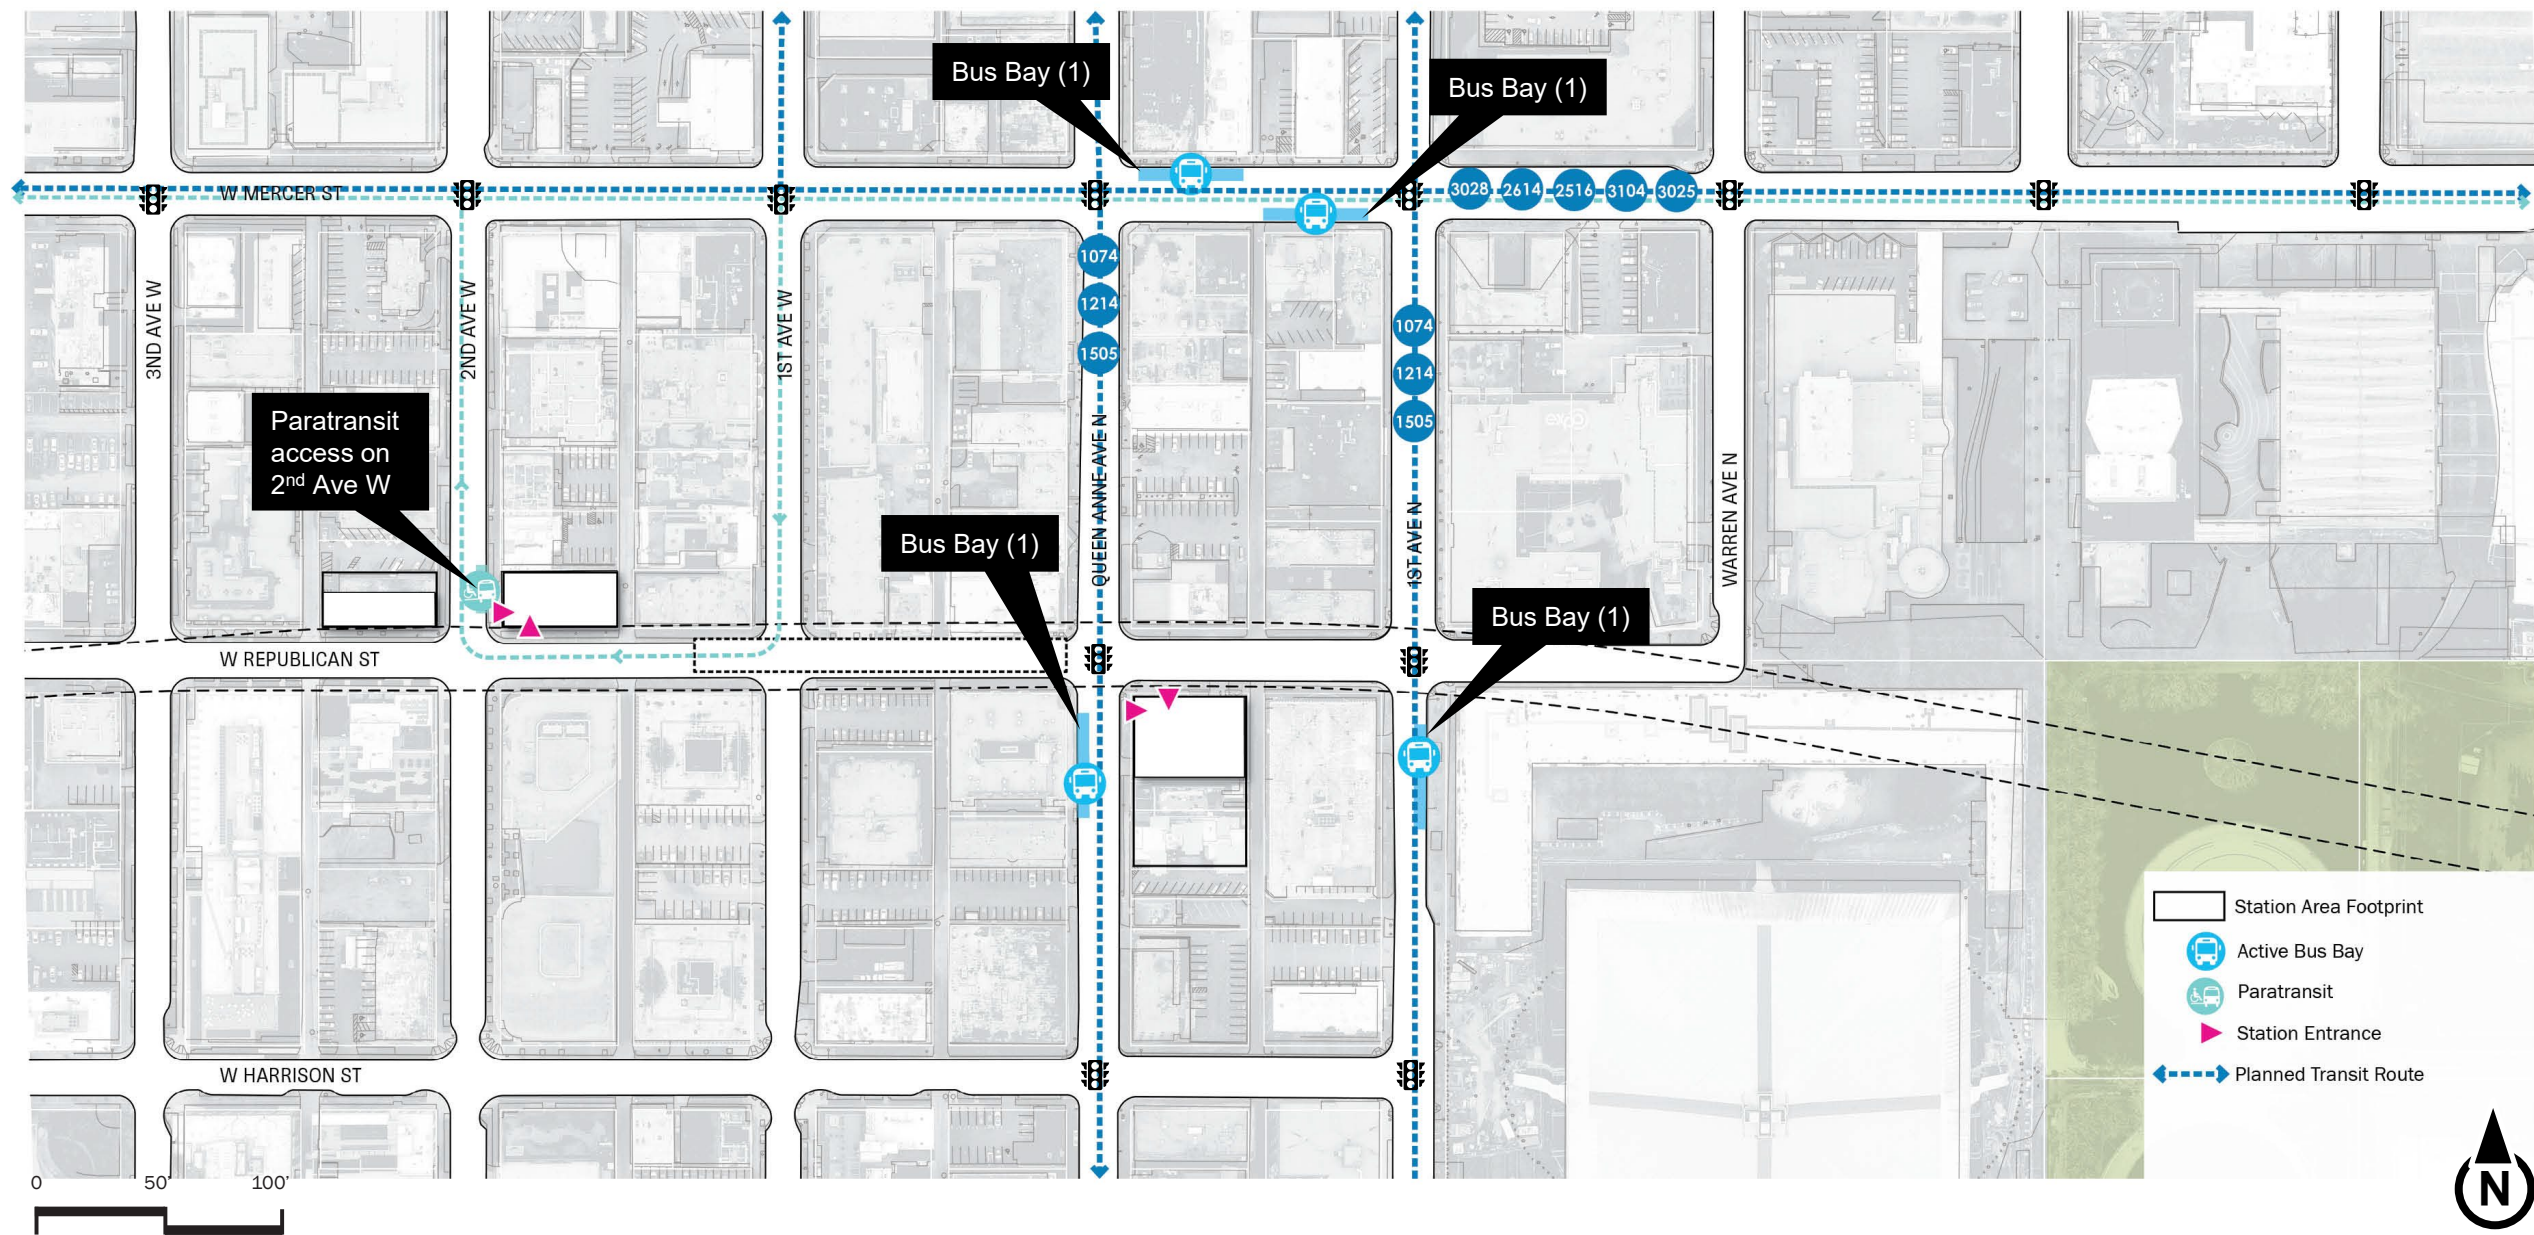 Bus Bay (1)
Bus Bay (1)
W MERCER ST
3028
2614
2516
3104
3025
1074
1214
1505
1074
1214
1505
3ND AVE W
2ND AVE W
1ST AVE W
QUEEN ANNE AVE N
1ST AVE N
WARREN AVE N
expo
Paratransit
access on
2nd Ave W
Bus Bay (1)
Bus Bay (1)
W REPUBLICAN ST
W HARRISON ST
Station Area Footprint
Active Bus Bay
Paratransit
Station Entrance
Planned Transit Route
0 50' 100'
N